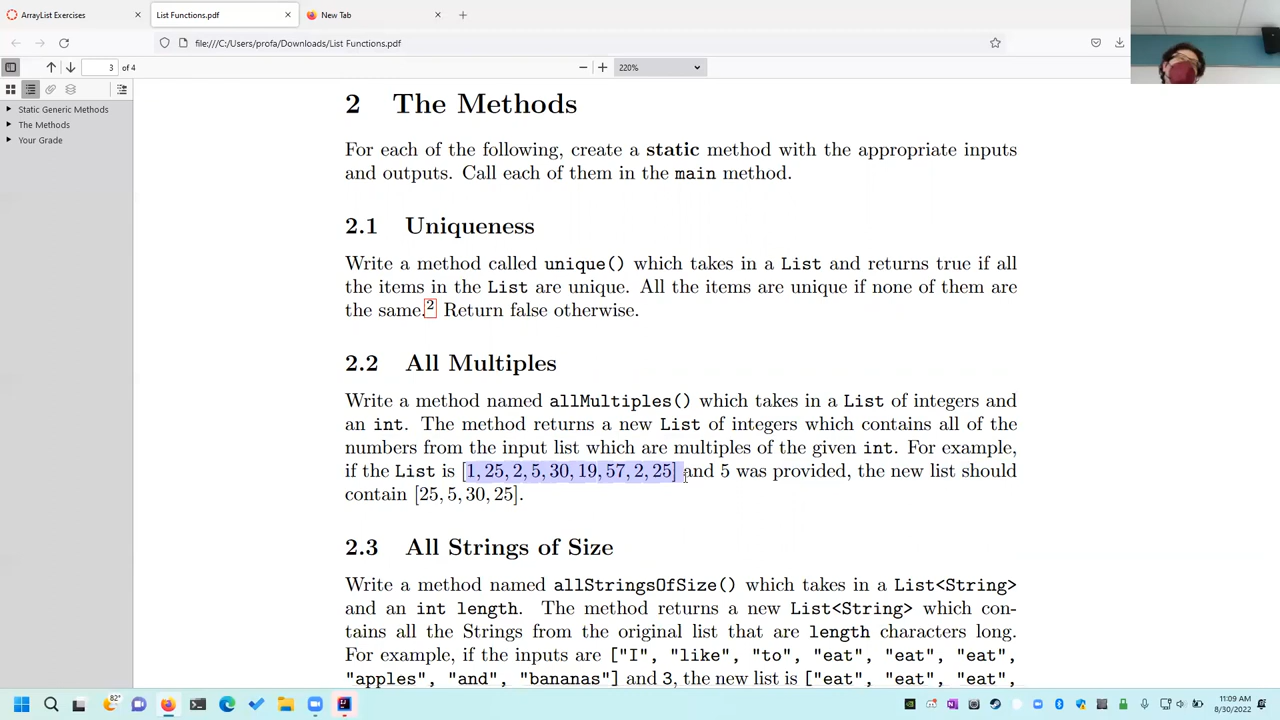 ArrayList Exercises
List Functions.pdf
New Tab
file:///C:/Users/profa/Downloads/List Functions.pdf
3 of 4
220%
Static Generic Methods
The Methods
Your Grade
2 The Methods
For each of the following, create a static method with the appropriate inputs
and outputs. Call each of them in the main method.
2.1 Uniqueness
Write a method called unique() which takes in a List and returns true if all
the items in the List are unique. All the items are unique if none of them are
the same.2 Return false otherwise.
2.2 All Multiples
Write a method named allMultiples() which takes in a List of integers and
an int. The method returns a new List of integers which contains all of the
numbers from the input list which are multiples of the given int. For example,
if the List is [1, 25, 2, 5, 30, 19, 57, 2, 25] and 5 was provided, the new list should
contain [25, 5, 30, 25].
2.3 All Strings of Size
Write a method named allStringsOfSize() which takes in a List<String>
and an int length. The method returns a new List<String> which con-
tains all the Strings from the original list that are length characters long.
For example, if the inputs are ["I", "like", "to", "eat", "eat", "eat",
"apples", "and", "bananas"] and 3, the new list is ["eat", "eat", "eat",
82°
11:09 AM
8/30/2022